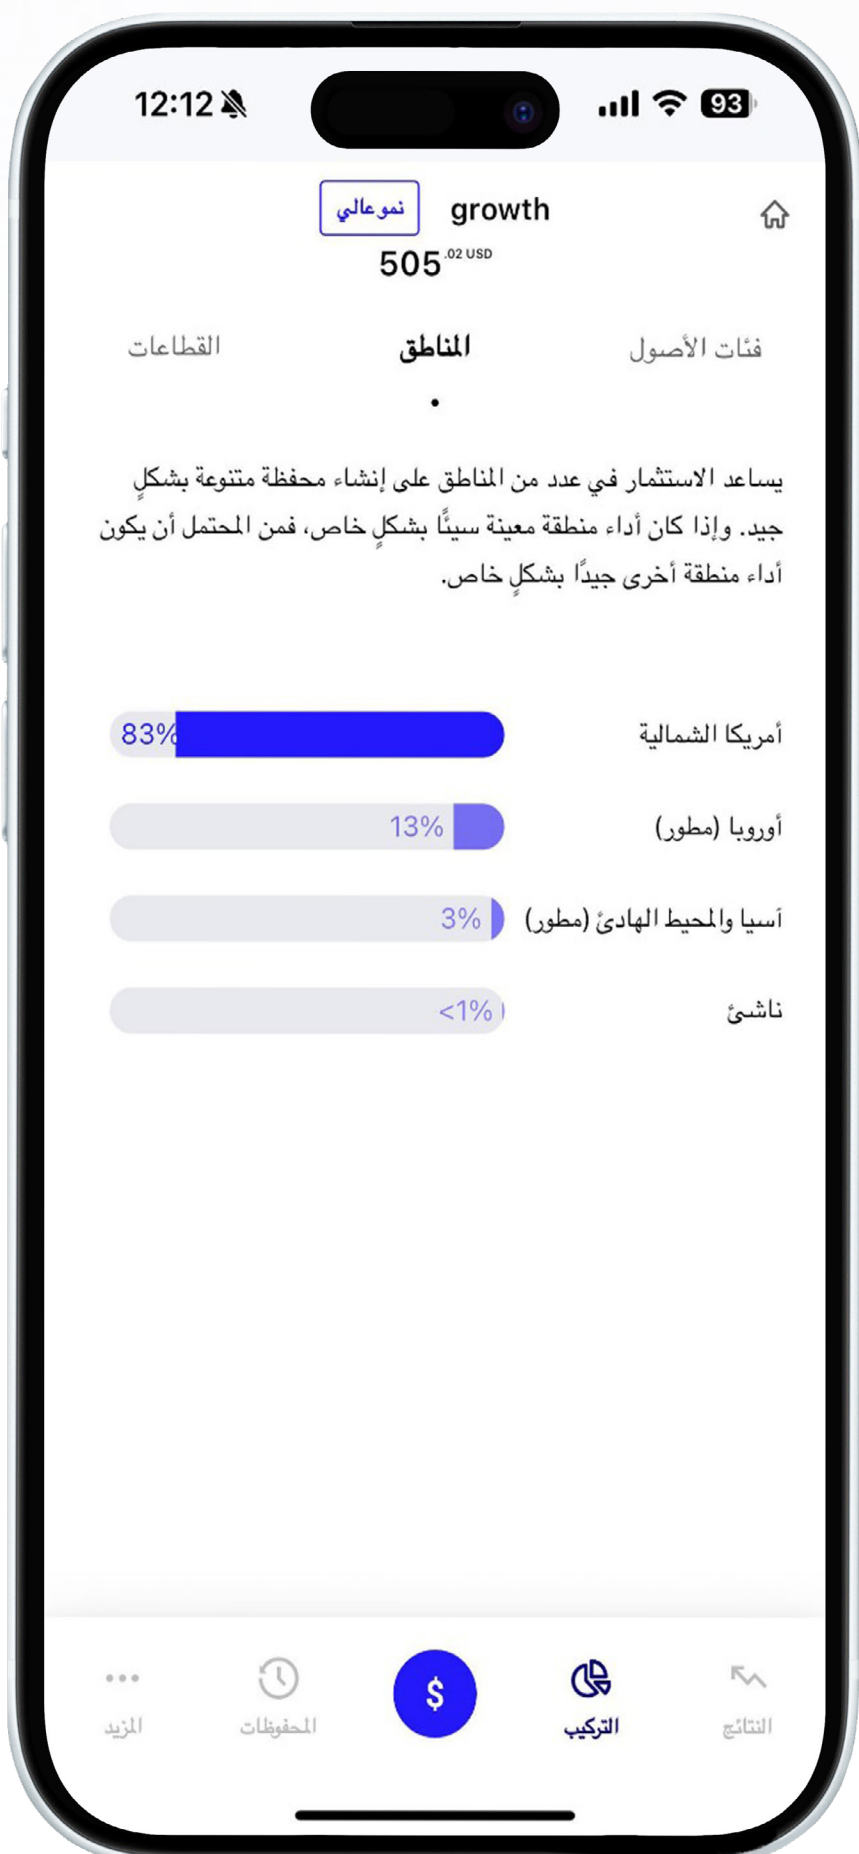 12:12
93
growth نمو عالي
505.02 USD
فئات الأصول
المناطق
القطاعات
يساعد الاستثمار في عدد من المناطق على إنشاء محفظة متنوعة بشكلٍ
جيد. وإذا كان أداء منطقة معينة سيئًا بشكلٍ خاص، فمن المحتمل أن يكون
أداء منطقة أخرى جيدًا بشكلٍ خاص.
أمريكا الشمالية 83%
أوروبا (مطور) 13%
آسيا والمحيط الهادئ (مطور) 3%
ناشئ <1%
$
النتائج
التركيب
المحفوظات
المزيد